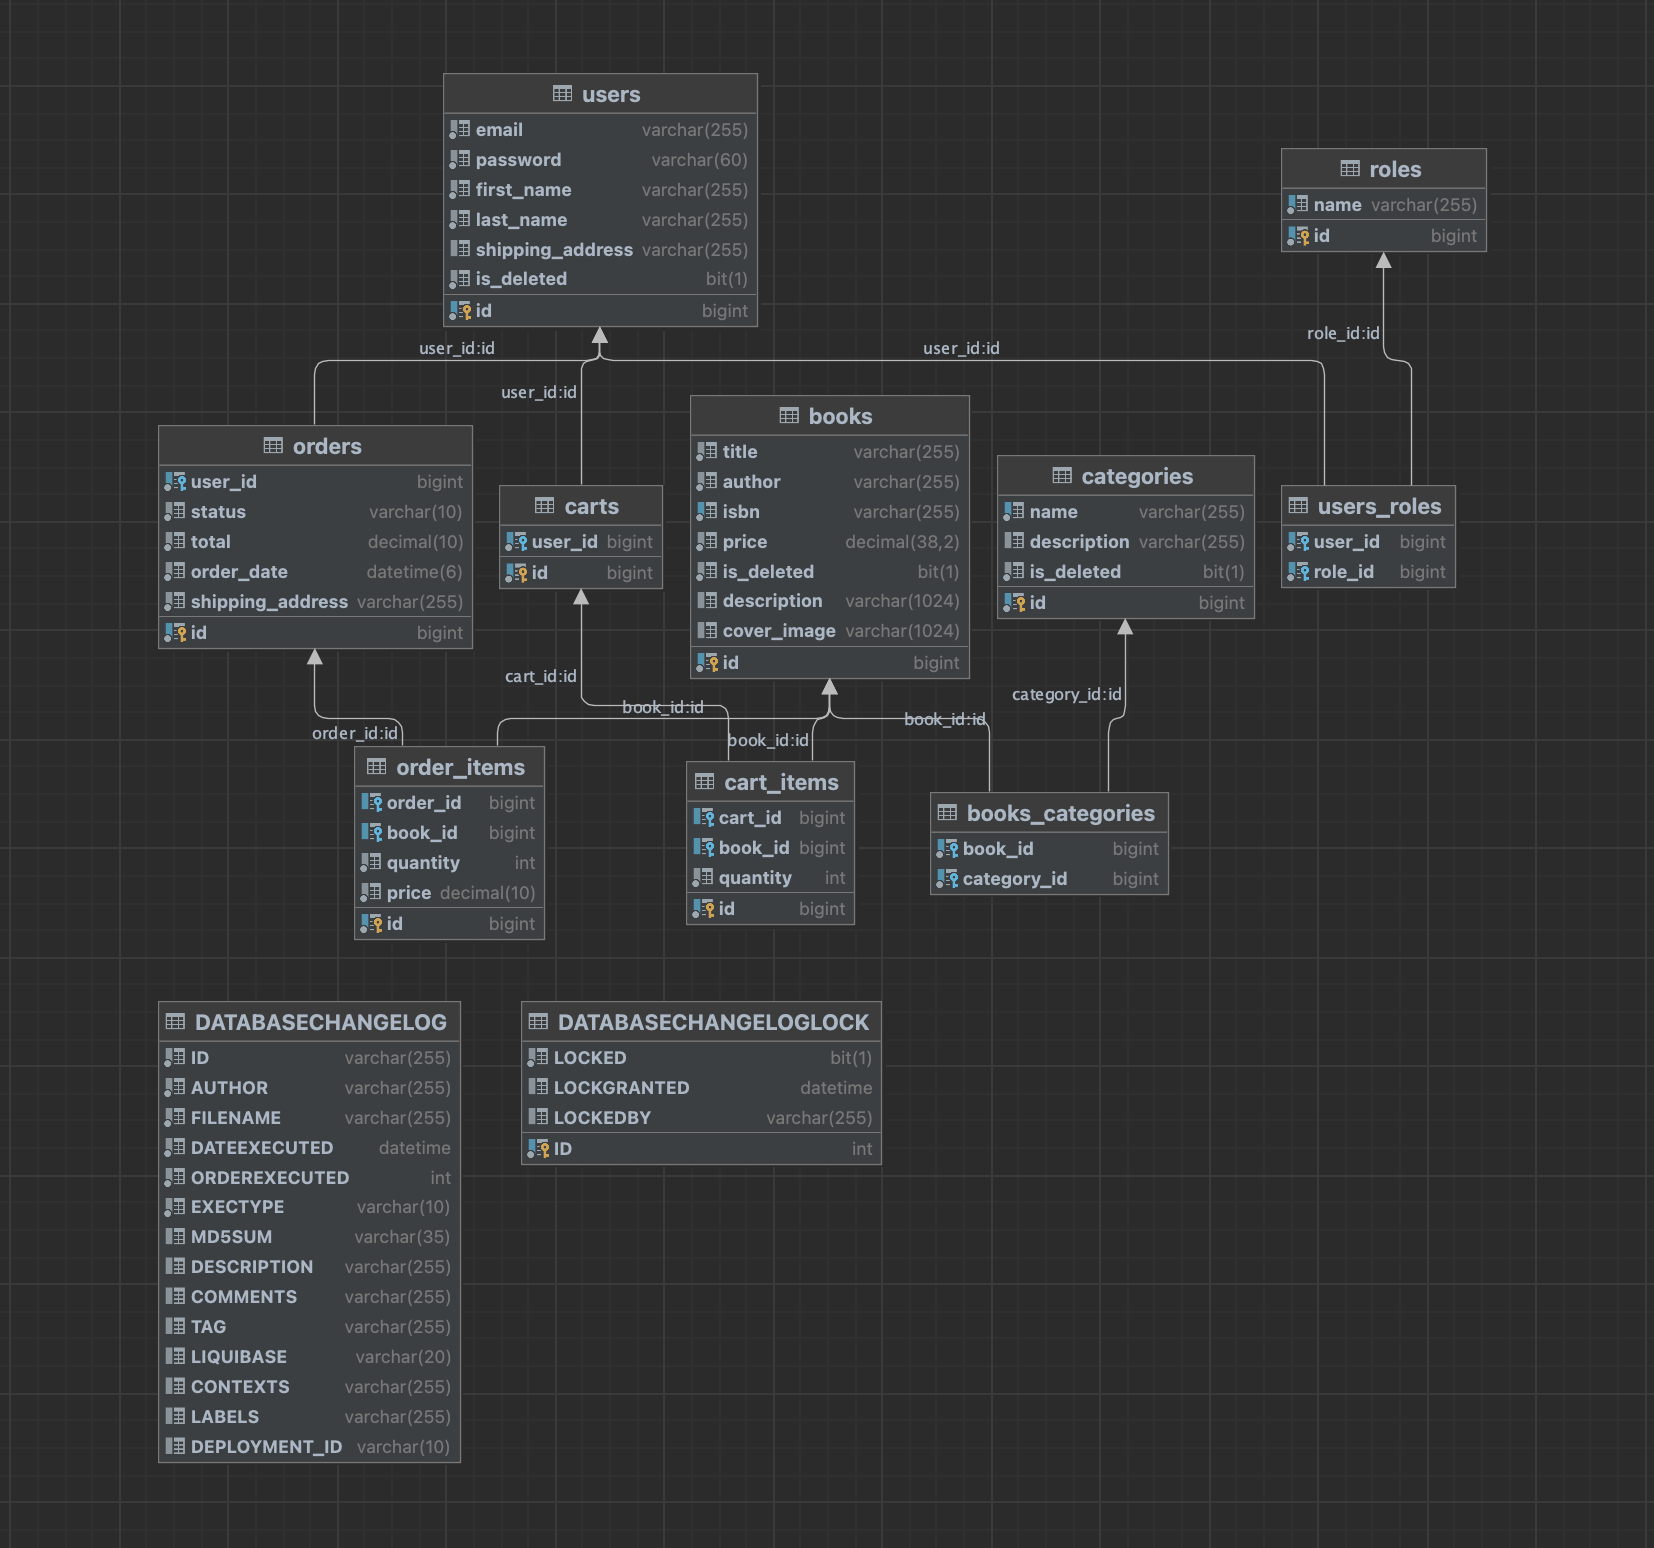 users
email varchar(255)
password varchar(60)
first_name varchar(255)
last_name varchar(255)
shipping_address varchar(255)
is_deleted bit(1)
id bigint
roles
name varchar(255)
id bigint
role_id:id
user_id:id
user_id:id
user_id:id
orders
user_id bigint
status varchar(10)
total decimal(10)
order_date datetime(6)
shipping_address varchar(255)
id bigint
carts
user_id bigint
id bigint
books
title varchar(255)
author varchar(255)
isbn varchar(255)
price decimal(38,2)
is_deleted bit(1)
description varchar(1024)
cover_image varchar(1024)
id bigint
categories
name varchar(255)
description varchar(255)
is_deleted bit(1)
id bigint
users_roles
user_id bigint
role_id bigint
cart_id:id
category_id:id
book_id:id
book_id:id
order_id:id
book_id:id
order_items
order_id bigint
book_id bigint
quantity int
price decimal(10)
id bigint
cart_items
cart_id bigint
book_id bigint
quantity int
id bigint
books_categories
book_id bigint
category_id bigint
DATABASECHANGELOG
ID varchar(255)
AUTHOR varchar(255)
FILENAME varchar(255)
DATEEXECUTED datetime
ORDEREXECUTED int
EXECTYPE varchar(10)
MD5SUM varchar(35)
DESCRIPTION varchar(255)
COMMENTS varchar(255)
TAG varchar(255)
LIQUIBASE varchar(20)
CONTEXTS varchar(255)
LABELS varchar(255)
DEPLOYMENT_ID varchar(10)
DATABASECHANGELOGLOCK
LOCKED bit(1)
LOCKGRANTED datetime
LOCKEDBY varchar(255)
ID int